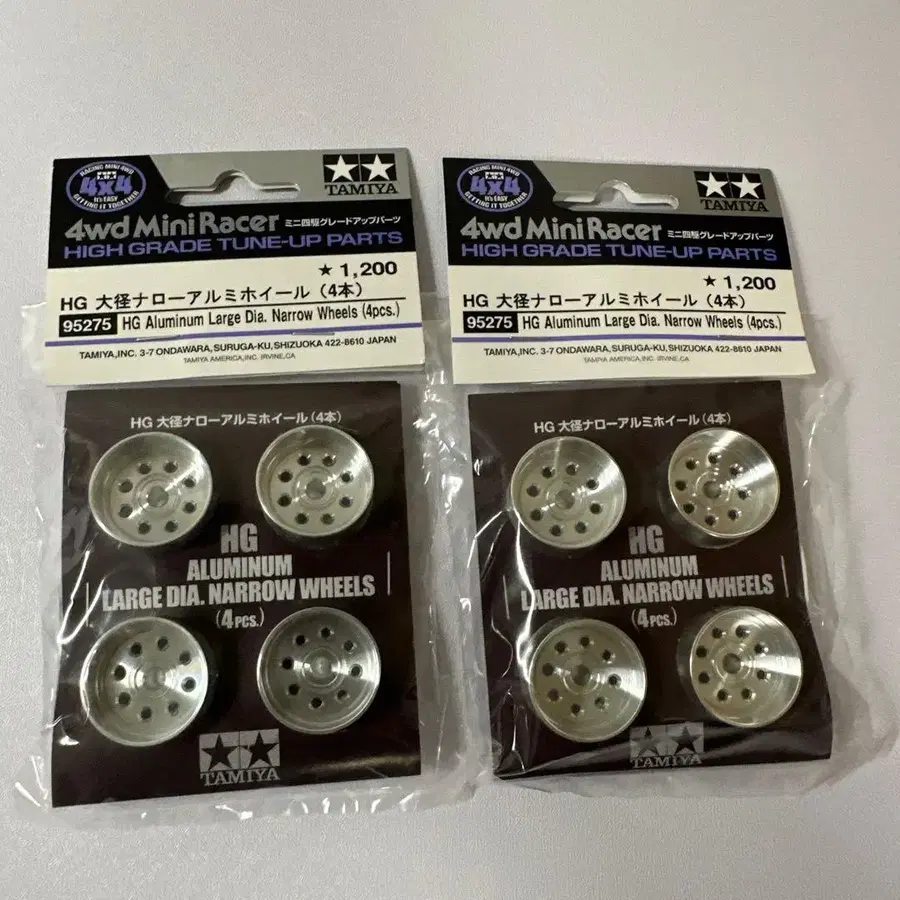 RACING MINI 4WD
4x4
It's EASY
GETTING IT TOGETHER
TAMIYA
4wd Mini Racer ミニ四駆グレードアップパーツ
HIGH GRADE TUNE-UP PARTS
★1,200
HG 大径ナローアルミホイール(4本)
95275 HG Aluminum Large Dia. Narrow Wheels (4pcs.)
TAMIYA,INC. 3-7 ONDAWARA, SURUGA-KU, SHIZUOKA 422-8610 JAPAN
TAMIYA AMERICA,INC. IRVINE,CA
HG 大径ナローアルミホイール(4本)
HG
ALUMINUM
LARGE DIA. NARROW WHEELS
(4PCS.)
TAMIYA
RACING MINI 4WD
4x4
It's EASY
GETTING IT TOGETHER
TAMIYA
4wd Mini Racer ミニ四駆グレードアップパーツ
HIGH GRADE TUNE-UP PARTS
★1,200
HG 大径ナローアルミホイール(4本)
95275 HG Aluminum Large Dia. Narrow Wheels (4pcs.)
TAMIYA,INC. 3-7 ONDAWARA, SURUGA-KU, SHIZUOKA 422-8610 JAPAN
TAMIYA AMERICA,INC. IRVINE,CA
HG 大径ナローアルミホイール(4本)
HG
ALUMINUM
LARGE DIA. NARROW WHEELS
(4PCS.)
TAMIYA